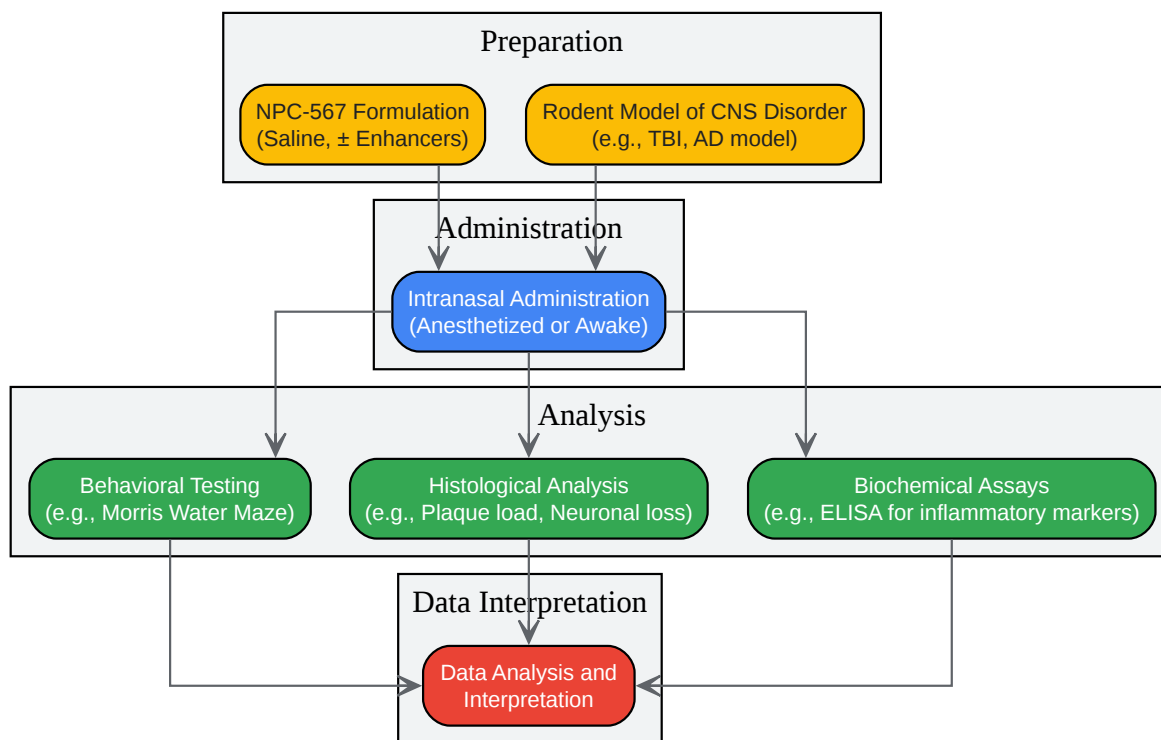 Preparation
NPC-567 Formulation
(Saline, ± Enhancers)
Rodent Model of CNS Disorder
(e.g., TBI, AD model)
Administration
Intranasal Administration
(Anesthetized or Awake)
Analysis
Behavioral Testing
(e.g., Morris Water Maze)
Histological Analysis
(e.g., Plaque load, Neuronal loss)
Biochemical Assays
(e.g., ELISA for inflammatory markers)
Data Interpretation
Data Analysis and
Interpretation